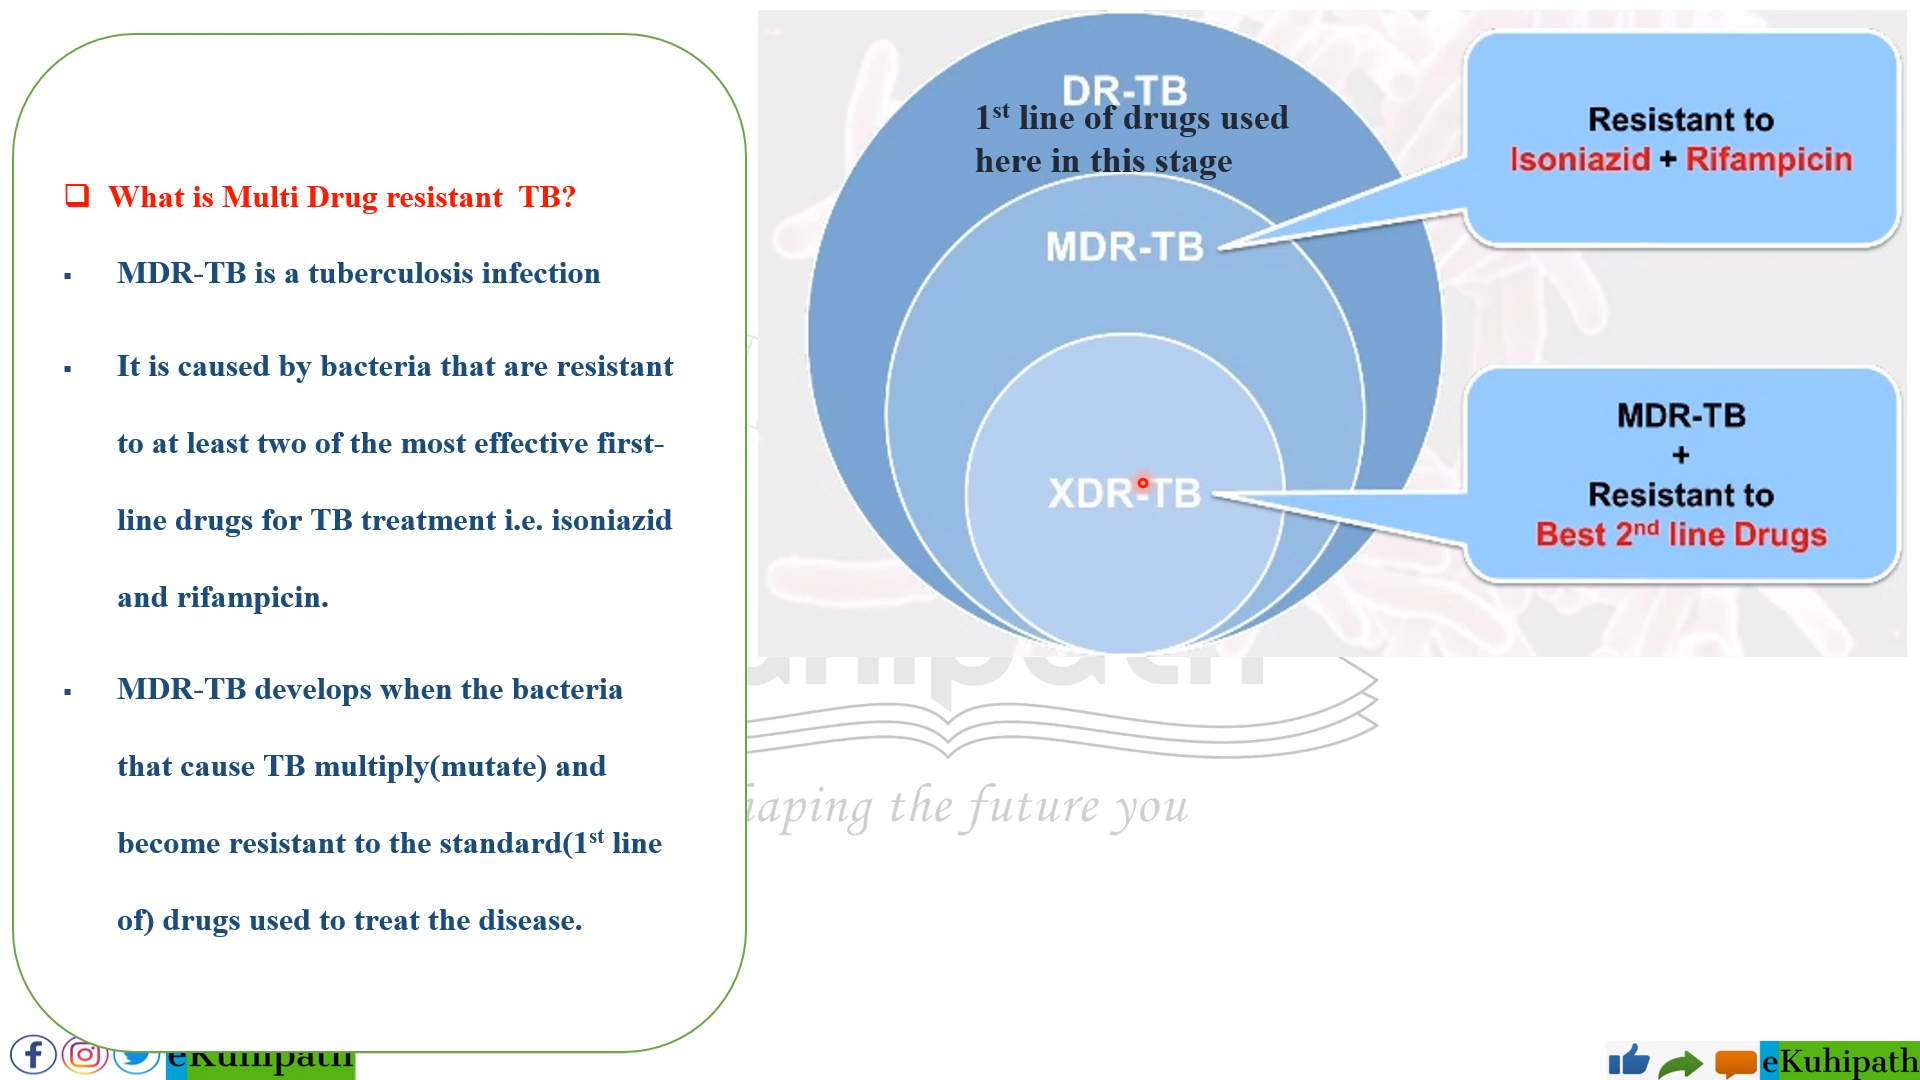 What is Multi Drug resistant TB?
MDR-TB is a tuberculosis infection
It is caused by bacteria that are resistant
to at least two of the most effective first-
line drugs for TB treatment i.e. isoniazid
and rifampicin.
MDR-TB develops when the bacteria
that cause TB multiply(mutate) and
become resistant to the standard(1st line
of) drugs used to treat the disease.
DR-TB
1st line of drugs used
here in this stage
MDR-TB
XDR-TB
Resistant to
Isoniazid + Rifampicin
MDR-TB
+
Resistant to
Best 2nd line Drugs
haping the future you
eKuhipath
eKuhipath